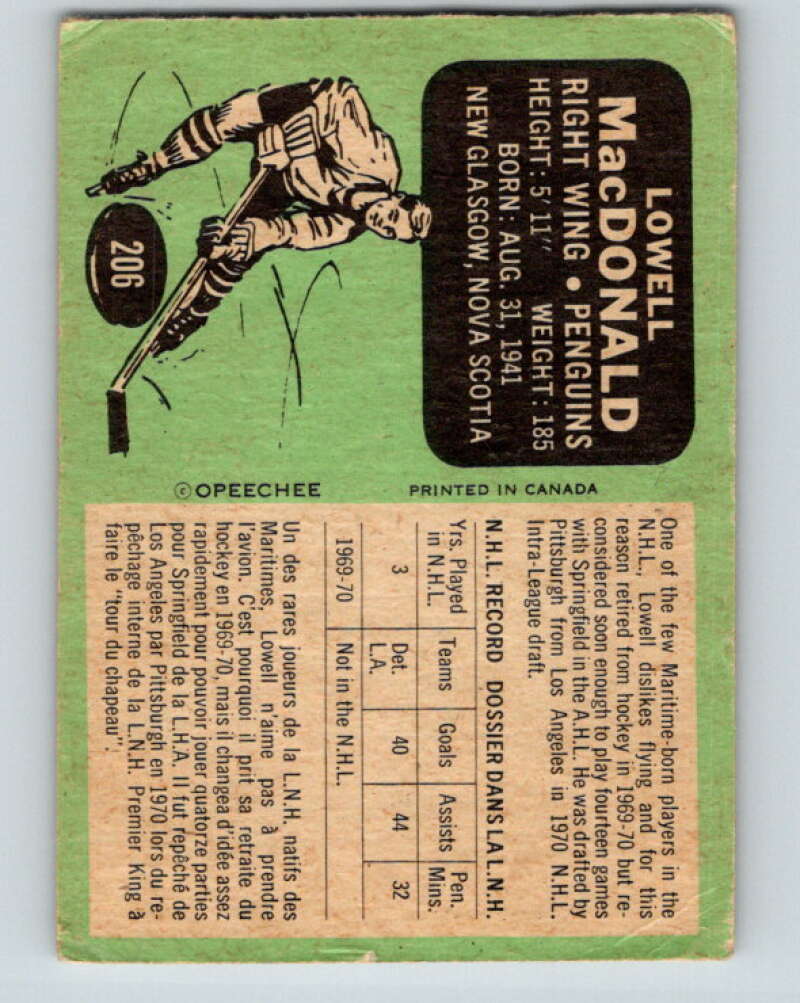 LOWELL
MacDONALD
RIGHT WING • PENGUINS
HEIGHT: 5' 11" WEIGHT: 185
BORN: AUG. 31, 1941
NEW GLASGOW, NOVA SCOTIA
206
© OPEECHEE PRINTED IN CANADA
One of the few Maritime-born players in the
N.H.L., Lowell dislikes flying and for this
reason retired from hockey in 1969-70 but re-
considered soon enough to play fourteen games
with Springfield in the A.H.L. He was drafted by
Pittsburgh from Los Angeles in 1970 N.H.L.
Intra-League draft.
N.H.L. RECORD DOSSIER DANS LA L.N.H.
Yrs. Played in N.H.L. Teams Goals Assists Pen. Mins.
3 Det. L.A. 40 44 32
1969-70 Not in the N.H.L.
Un des rares joueurs de la L.N.H. natifs des
Maritimes, Lowell n'aime pas à prendre
l'avion. C'est pourquoi il prit sa retraite du
hockey en 1969-70, mais il changea d'idée assez
rapidement pour pouvoir jouer quatorze parties
pour Springfield de la L.H.A. Il fut repêché de
Los Angeles par Pittsburgh en 1970 lors du re-
pêchage interne de la L.N.H. Premier King à
faire le "tour du chapeau"!